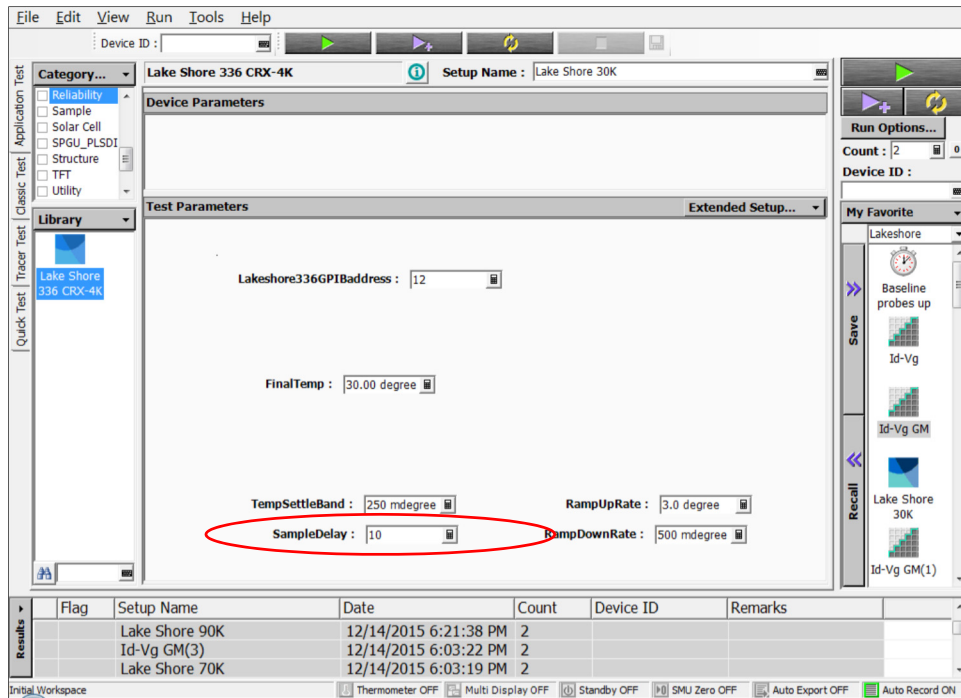 File Edit View Run Tools Help
Device ID :
Application Test
Classic Test
Tracer Test
Quick Test
Category...
Reliability
Sample
Solar Cell
SPGU_PLSDI
Structure
TFT
Utility
Library
Lake Shore
336 CRX-4K
Lake Shore 336 CRX-4K
Setup Name : Lake Shore 30K
Device Parameters
Test Parameters
Extended Setup...
Lakeshore336GPIBaddress : 12
FinalTemp : 30.00 degree
TempSettleBand : 250 mdegree
RampUpRate : 3.0 degree
SampleDelay : 10
RampDownRate : 500 mdegree
Run Options...
Count : 2
0
Device ID :
My Favorite
Lakeshore
Save
Recall
Baseline
probes up
Id-Vg
Id-Vg GM
Lake Shore
30K
Id-Vg GM(1)
Results
Flag Setup Name Date Count Device ID Remarks
Lake Shore 90K 12/14/2015 6:21:38 PM 2
Id-Vg GM(3) 12/14/2015 6:03:22 PM 2
Lake Shore 70K 12/14/2015 6:03:19 PM 2
Initial Workspace
Thermometer OFF Multi Display OFF Standby OFF SMU Zero OFF Auto Export OFF Auto Record ON